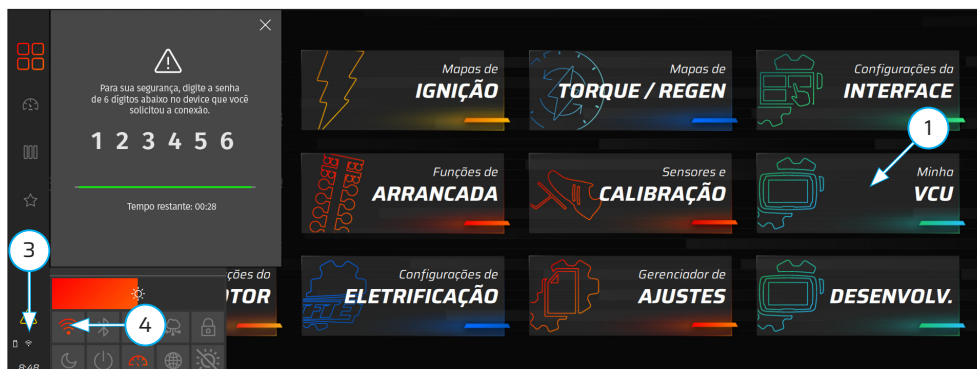 Para sua segurança, digite a senha
de 6 dígitos abaixo no device que você
solicitou a conexão.
1 2 3 4 5 6
Tempo restante: 00:28
Mapas de
IGNIÇÃO
Mapas de
TORQUE / REGEN
Configurações da
INTERFACE
1
Funções de
ARRANCADA
Sensores e
CALIBRAÇÃO
Minha
VCU
3
ções do
OTOR
Configurações de
ELETRIFICAÇÃO
Gerenciador de
AJUSTES
DESENVOLV.
4
8:48